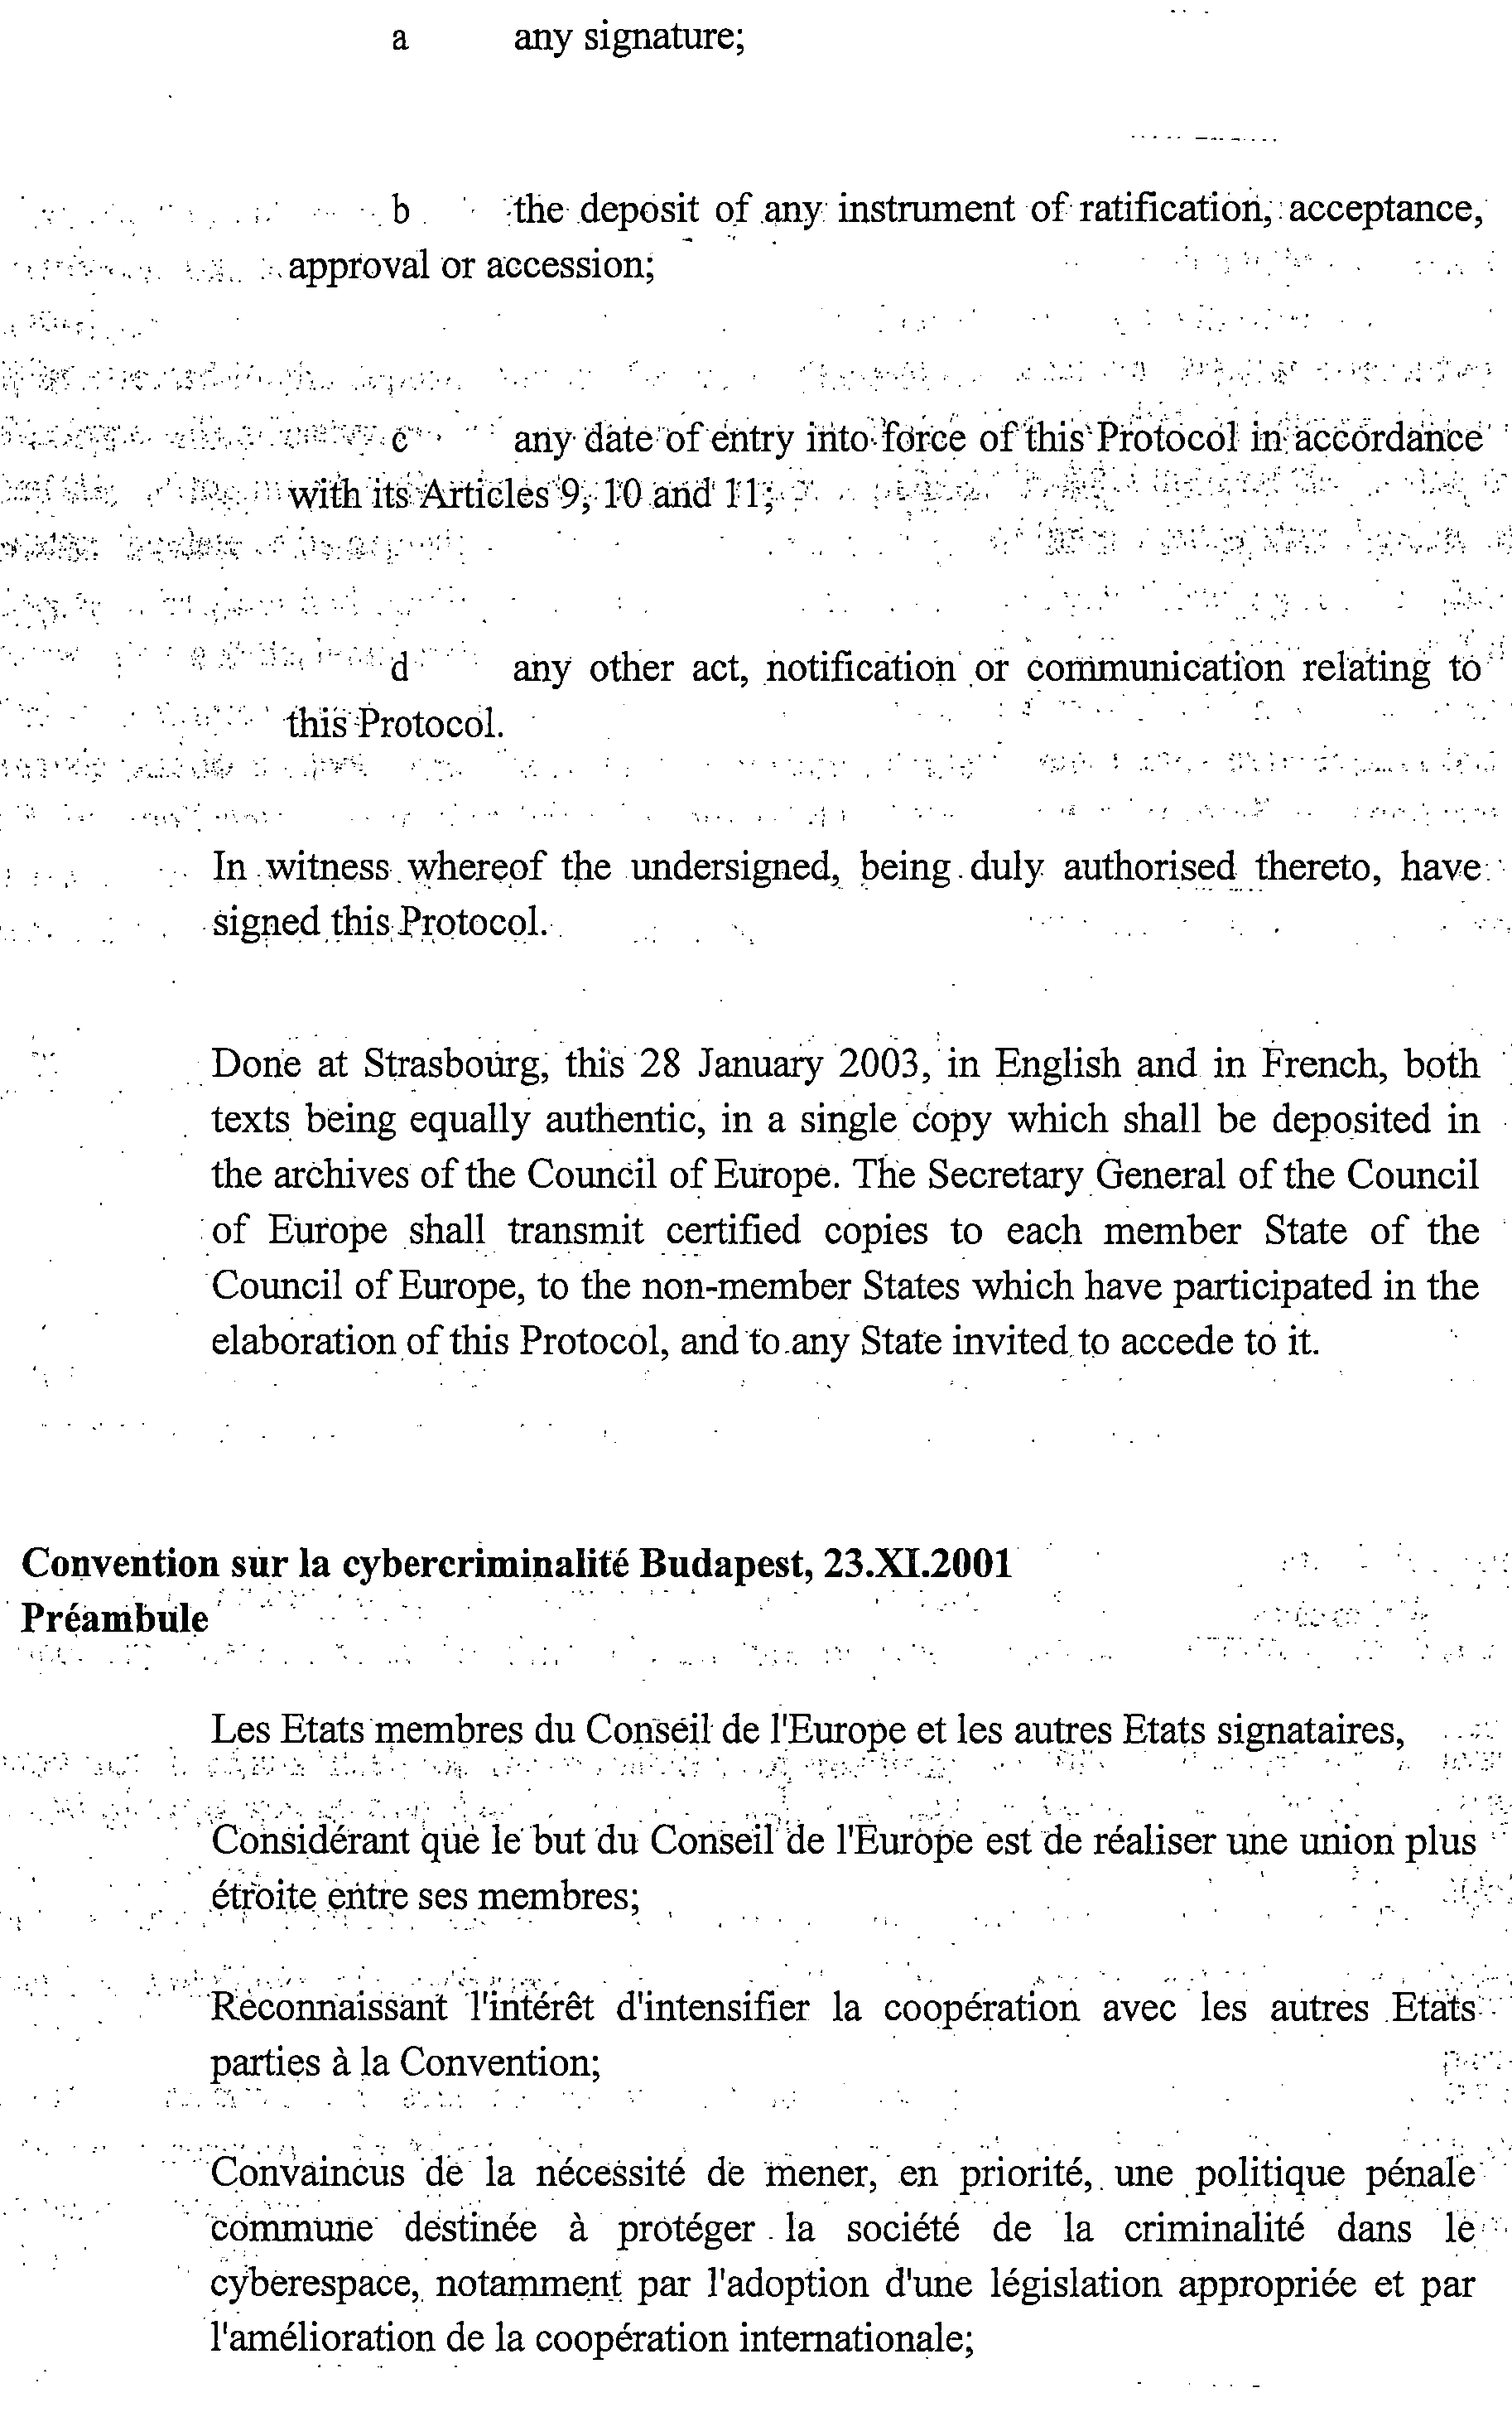 a any signature;
b the deposit of any instrument of ratification, acceptance,
approval or accession;
c any date of entry into force of this Protocol in accordance
with its Articles 9, 10 and 11;
d any other act, notification or communication relating to
this Protocol.
In witness whereof the undersigned, being duly authorised thereto, have
signed this Protocol.
Done at Strasbourg, this 28 January 2003, in English and in French, both
texts being equally authentic, in a single copy which shall be deposited in
the archives of the Council of Europe. The Secretary General of the Council
of Europe shall transmit certified copies to each member State of the
Council of Europe, to the non-member States which have participated in the
elaboration of this Protocol, and to any State invited to accede to it.
Convention sur la cybercriminalité Budapest, 23.XI.2001
Préambule
Les Etats membres du Conseil de l'Europe et les autres Etats signataires,
Considérant que le but du Conseil de l'Europe est de réaliser une union plus
étroite entre ses membres;
Reconnaissant l'intérêt d'intensifier la coopération avec les autres Etats
parties à la Convention;
Convaincus de la nécessité de mener, en priorité, une politique pénale
commune destinée à protéger la société de la criminalité dans le
cyberespace, notamment par l'adoption d'une législation appropriée et par
l'amélioration de la coopération internationale;